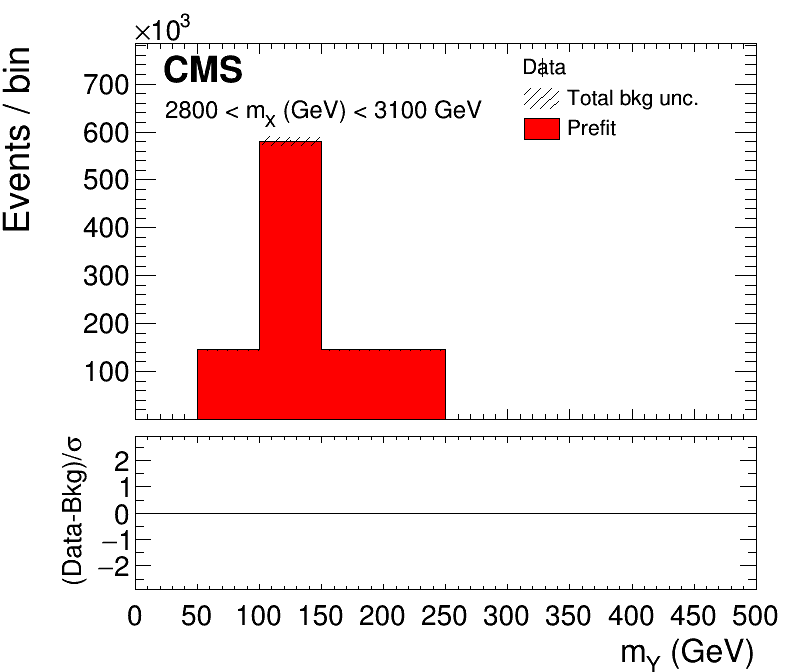 ×10³
CMS
2800 < mX (GeV) < 3100 GeV
Data
Total bkg unc.
Prefit
Events / bin
700
600
500
400
300
200
100
(Data-Bkg)/σ
2
1
0
−1
−2
0 50 100 150 200 250 300 350 400 450 500
mY (GeV)